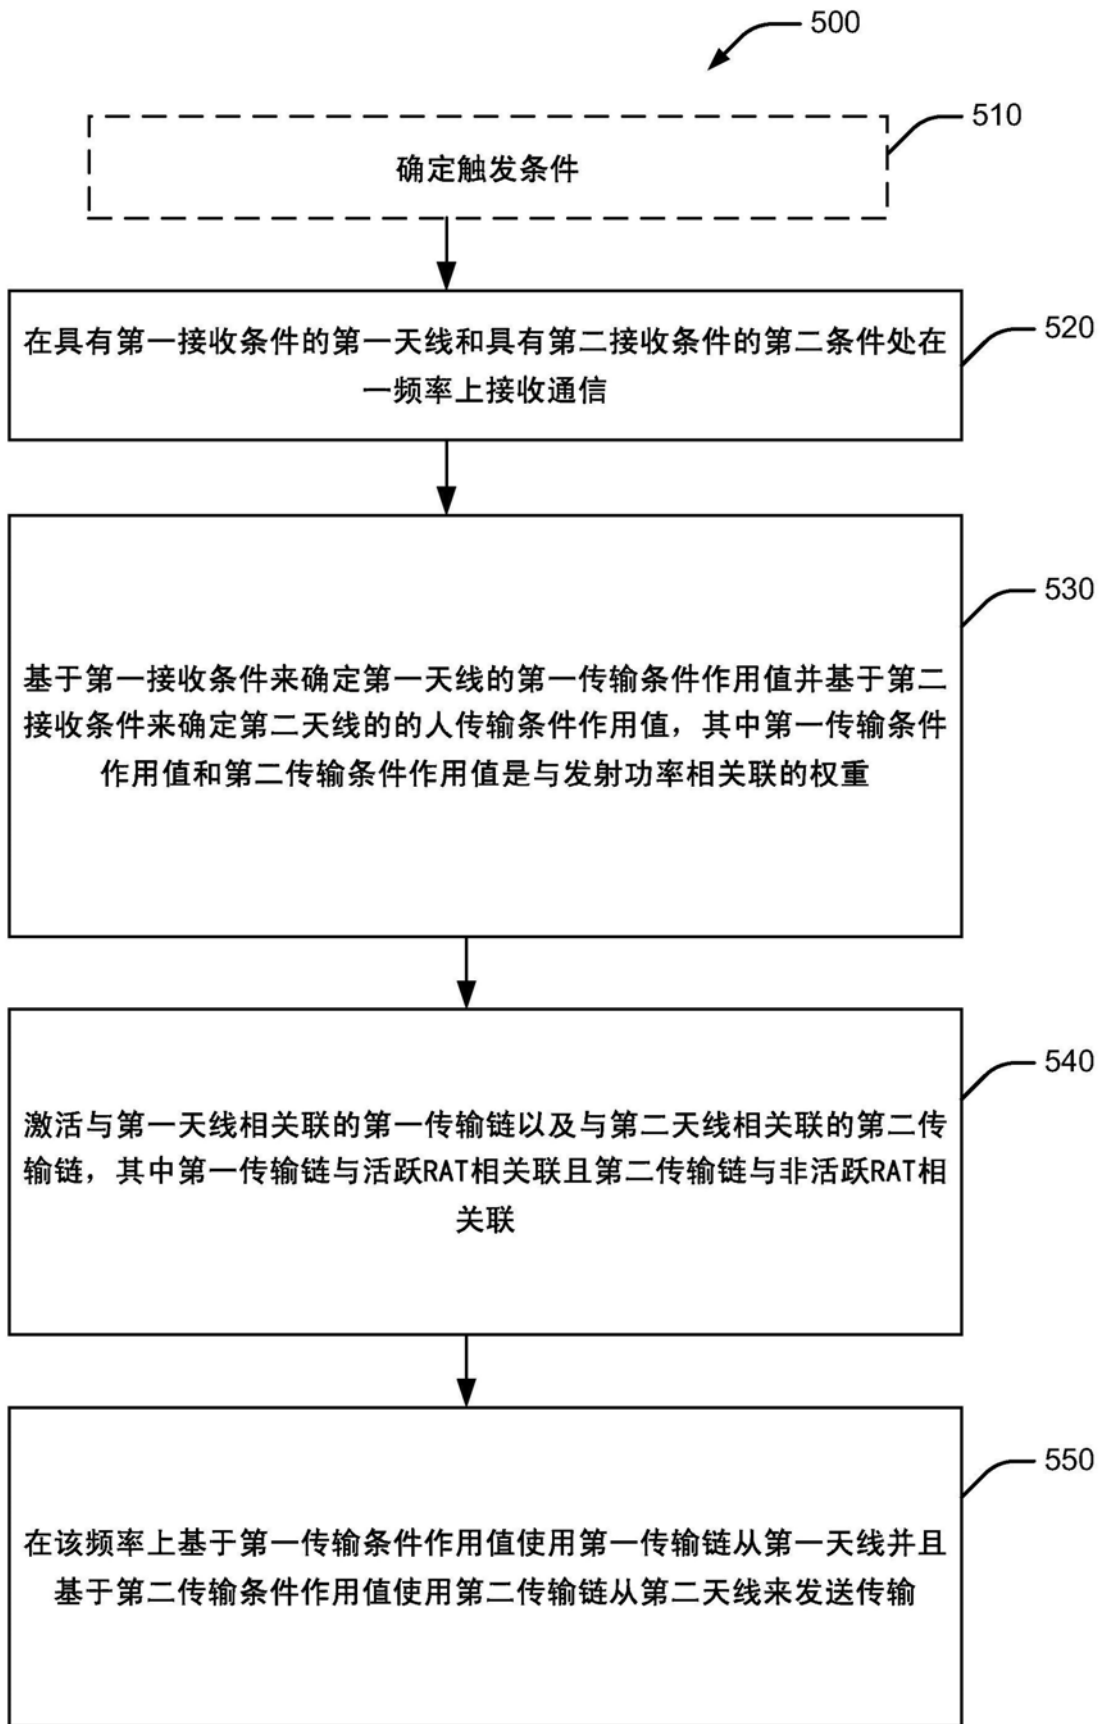 500
510
确定触发条件
520
在具有第一接收条件的第一天线和具有第二接收条件的第二条件处在
一频率上接收通信
530
基于第一接收条件来确定第一天线的第一传输条件作用值并基于第二
接收条件来确定第二天线的的人传输条件作用值，其中第一传输条件
作用值和第二传输条件作用值是与发射功率相关联的权重
540
激活与第一天线相关联的第一传输链以及与第二天线相关联的第二传
输链，其中第一传输链与活跃RAT相关联且第二传输链与非活跃RAT相
关联
550
在该频率上基于第一传输条件作用值使用第一传输链从第一天线并且
基于第二传输条件作用值使用第二传输链从第二天线来发送传输